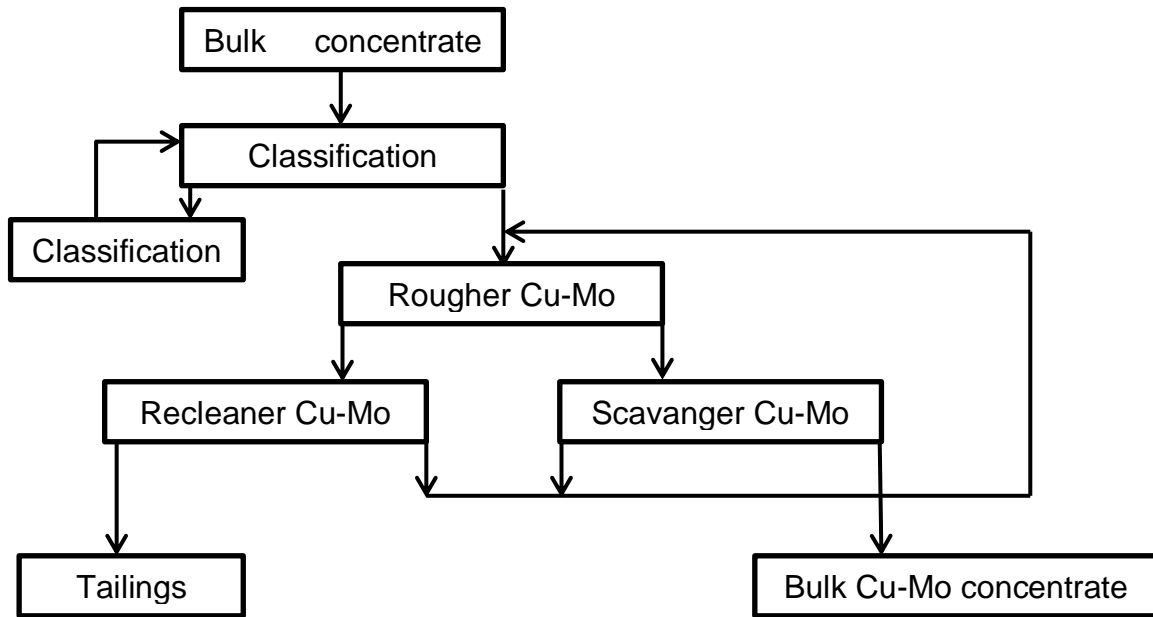 Bulk concentrate
Classification
Classification
Rougher Cu-Mo
Recleaner Cu-Mo
Scavanger Cu-Mo
Tailings
Bulk Cu-Mo concentrate